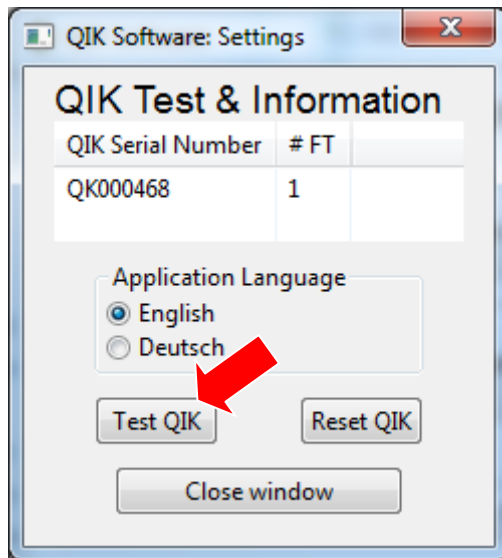 QIK Software: Settings
QIK Test & Information
QIK Serial Number # FT
QK000468 1
Application Language
English
Deutsch
Test QIK Reset QIK
Close window